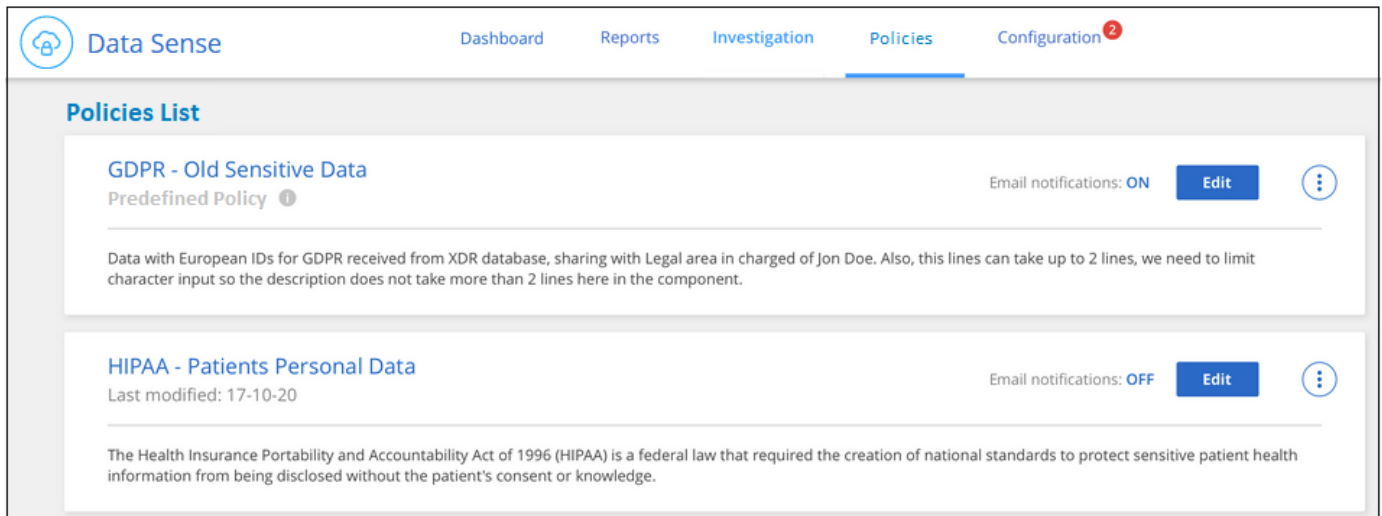 Data Sense
Dashboard
Reports
Investigation
Policies
Configuration
2
Policies List
GDPR - Old Sensitive Data
Predefined Policy i
Email notifications: ON
Edit
Data with European IDs for GDPR received from XDR database, sharing with Legal area in charged of Jon Doe. Also, this lines can take up to 2 lines, we need to limit
character input so the description does not take more than 2 lines here in the component.
HIPAA - Patients Personal Data
Last modified: 17-10-20
Email notifications: OFF
Edit
The Health Insurance Portability and Accountability Act of 1996 (HIPAA) is a federal law that required the creation of national standards to protect sensitive patient health
information from being disclosed without the patient's consent or knowledge.